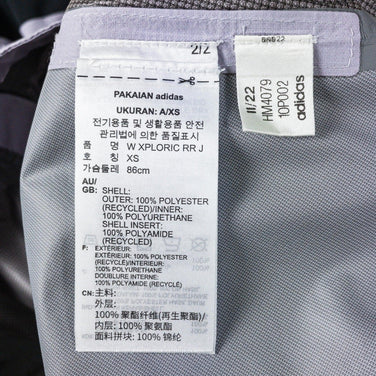 2/2
PAKAIAN adidas
UKURAN: A/XS
전기용품 및 생활용품 안전
관리법에 의한 품질표시
품 명 W XPLORIC RR J
호 칭 XS
가슴둘레 86cm
AU/
GB: SHELL:
OUTER: 100% POLYESTER
(RECYCLED)/INNER:
100% POLYURETHANE
SHELL INSERT:
100% POLYAMIDE
(RECYCLED)
F: EXTÉRIEUR:
EXTÉRIEUR: 100% POLYESTER
(RECYCLÉ)/INTERIEUR:
100% POLYURETHANE
DOUBLURE INTERNE:
100% POLYAMIDE (RECYCLÉ)
CN: 主料:
外层:
100% 聚酯纤维(再生聚酯)/
内层: 100% 聚氨酯
面料拼块: 100% 锦纶
11/22
HM4079
10P002
adidas